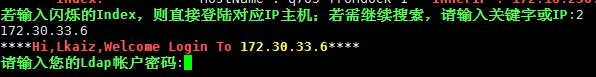 若输入闪烁的Index，则直接登陆对应IP主机；若需继续搜索，请输入关键字或IP:2
172.30.33.6
****Hi,Lkaiz,Welcome Login To 172.30.33.6****
请输入您的Ldap帐户密码: